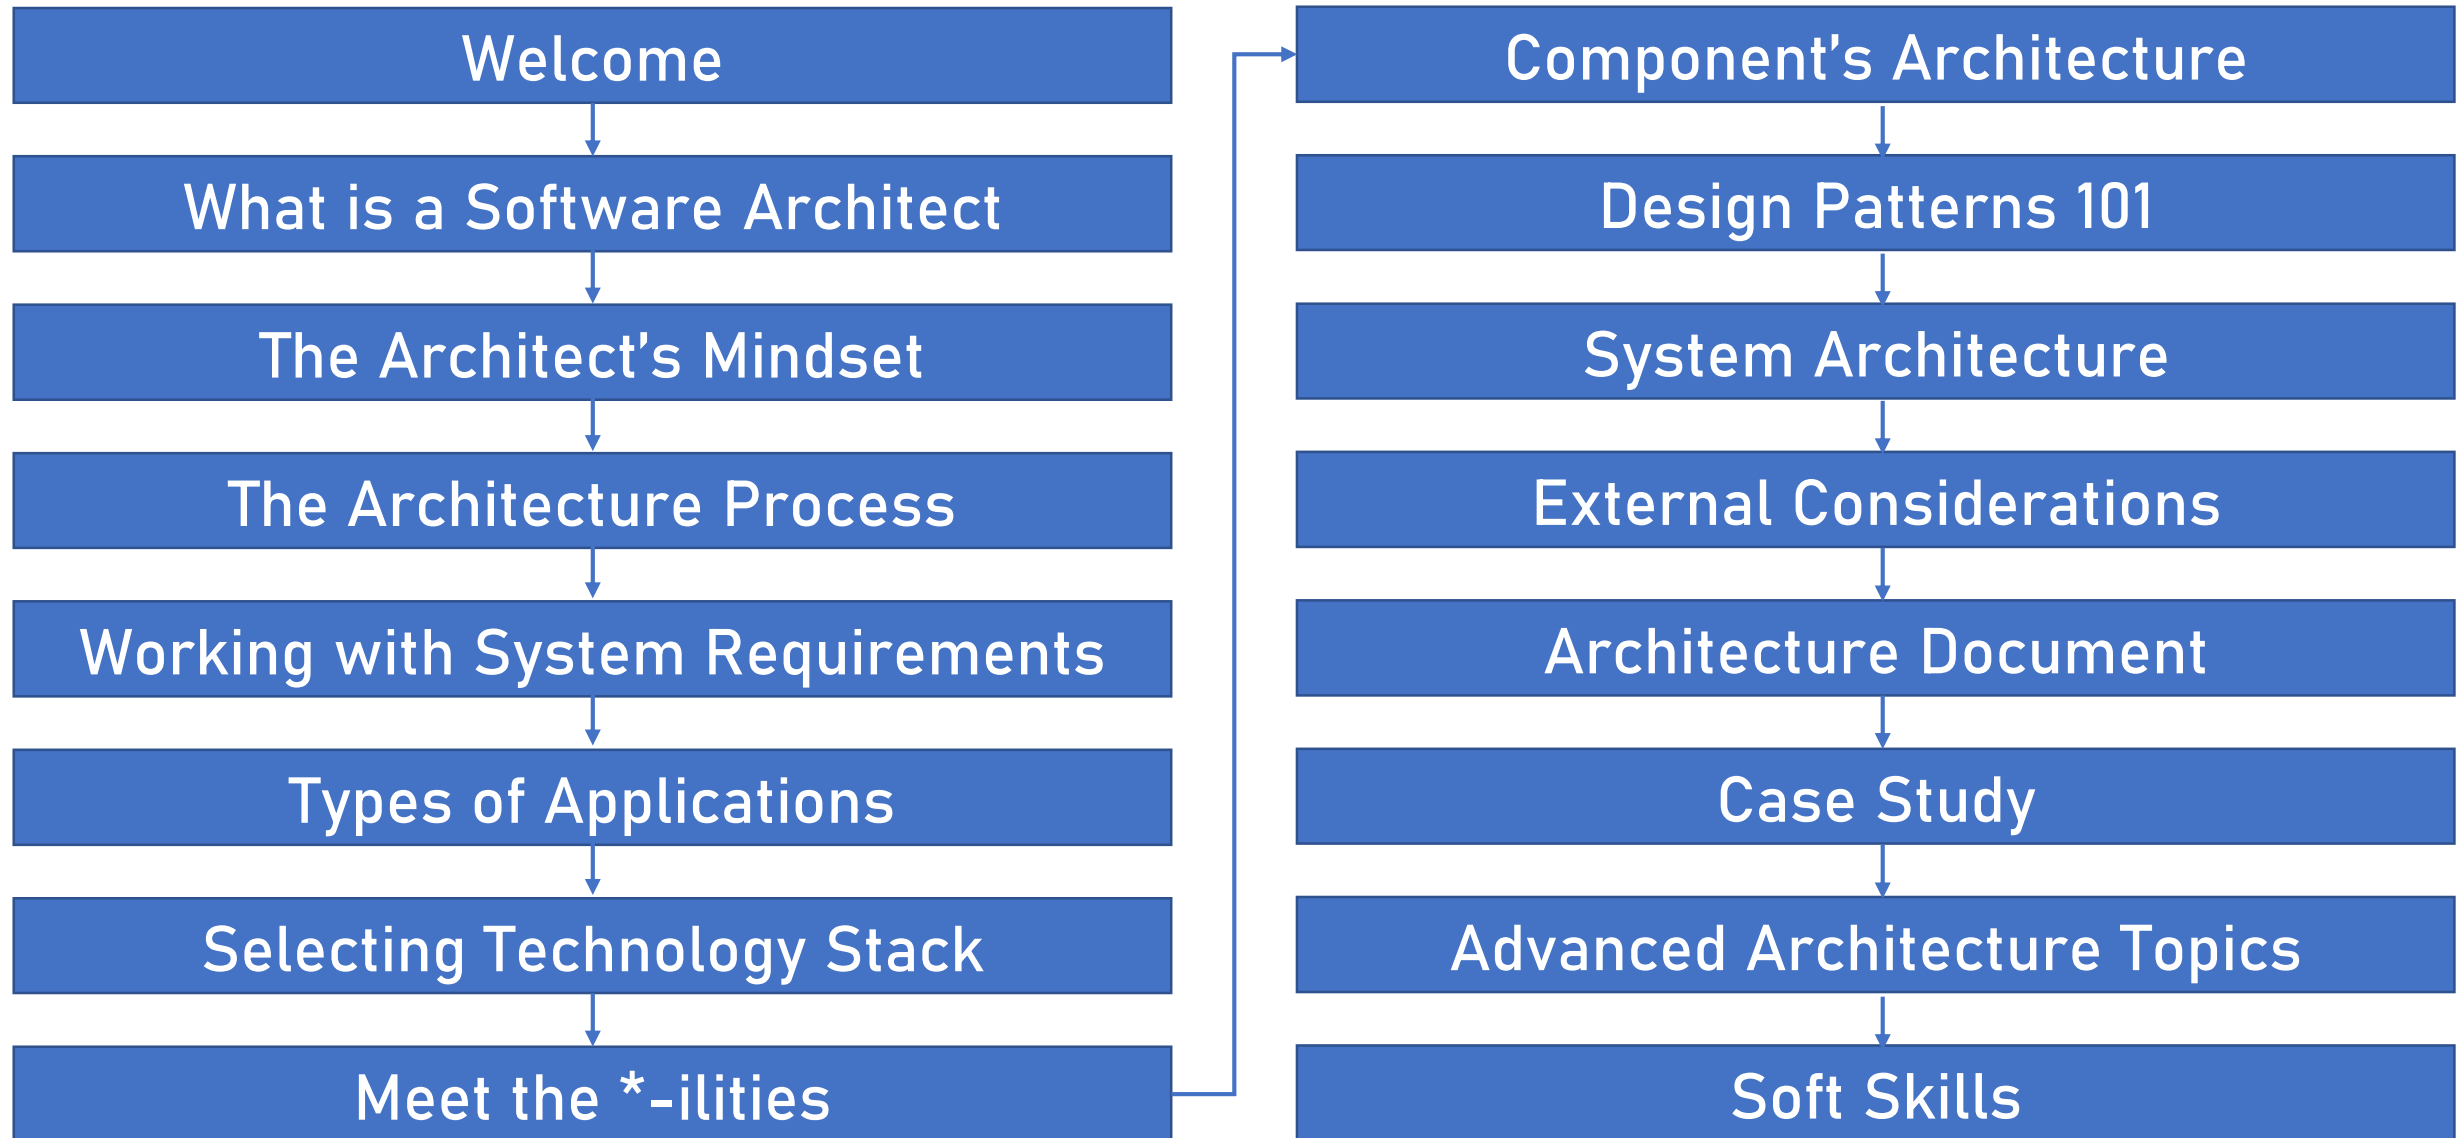 Welcome
What is a Software Architect
The Architect’s Mindset
The Architecture Process
Working with System Requirements
Types of Applications
Selecting Technology Stack
Meet the *-ilities
Component’s Architecture
Design Patterns 101
System Architecture
External Considerations
Architecture Document
Case Study
Advanced Architecture Topics
Soft Skills